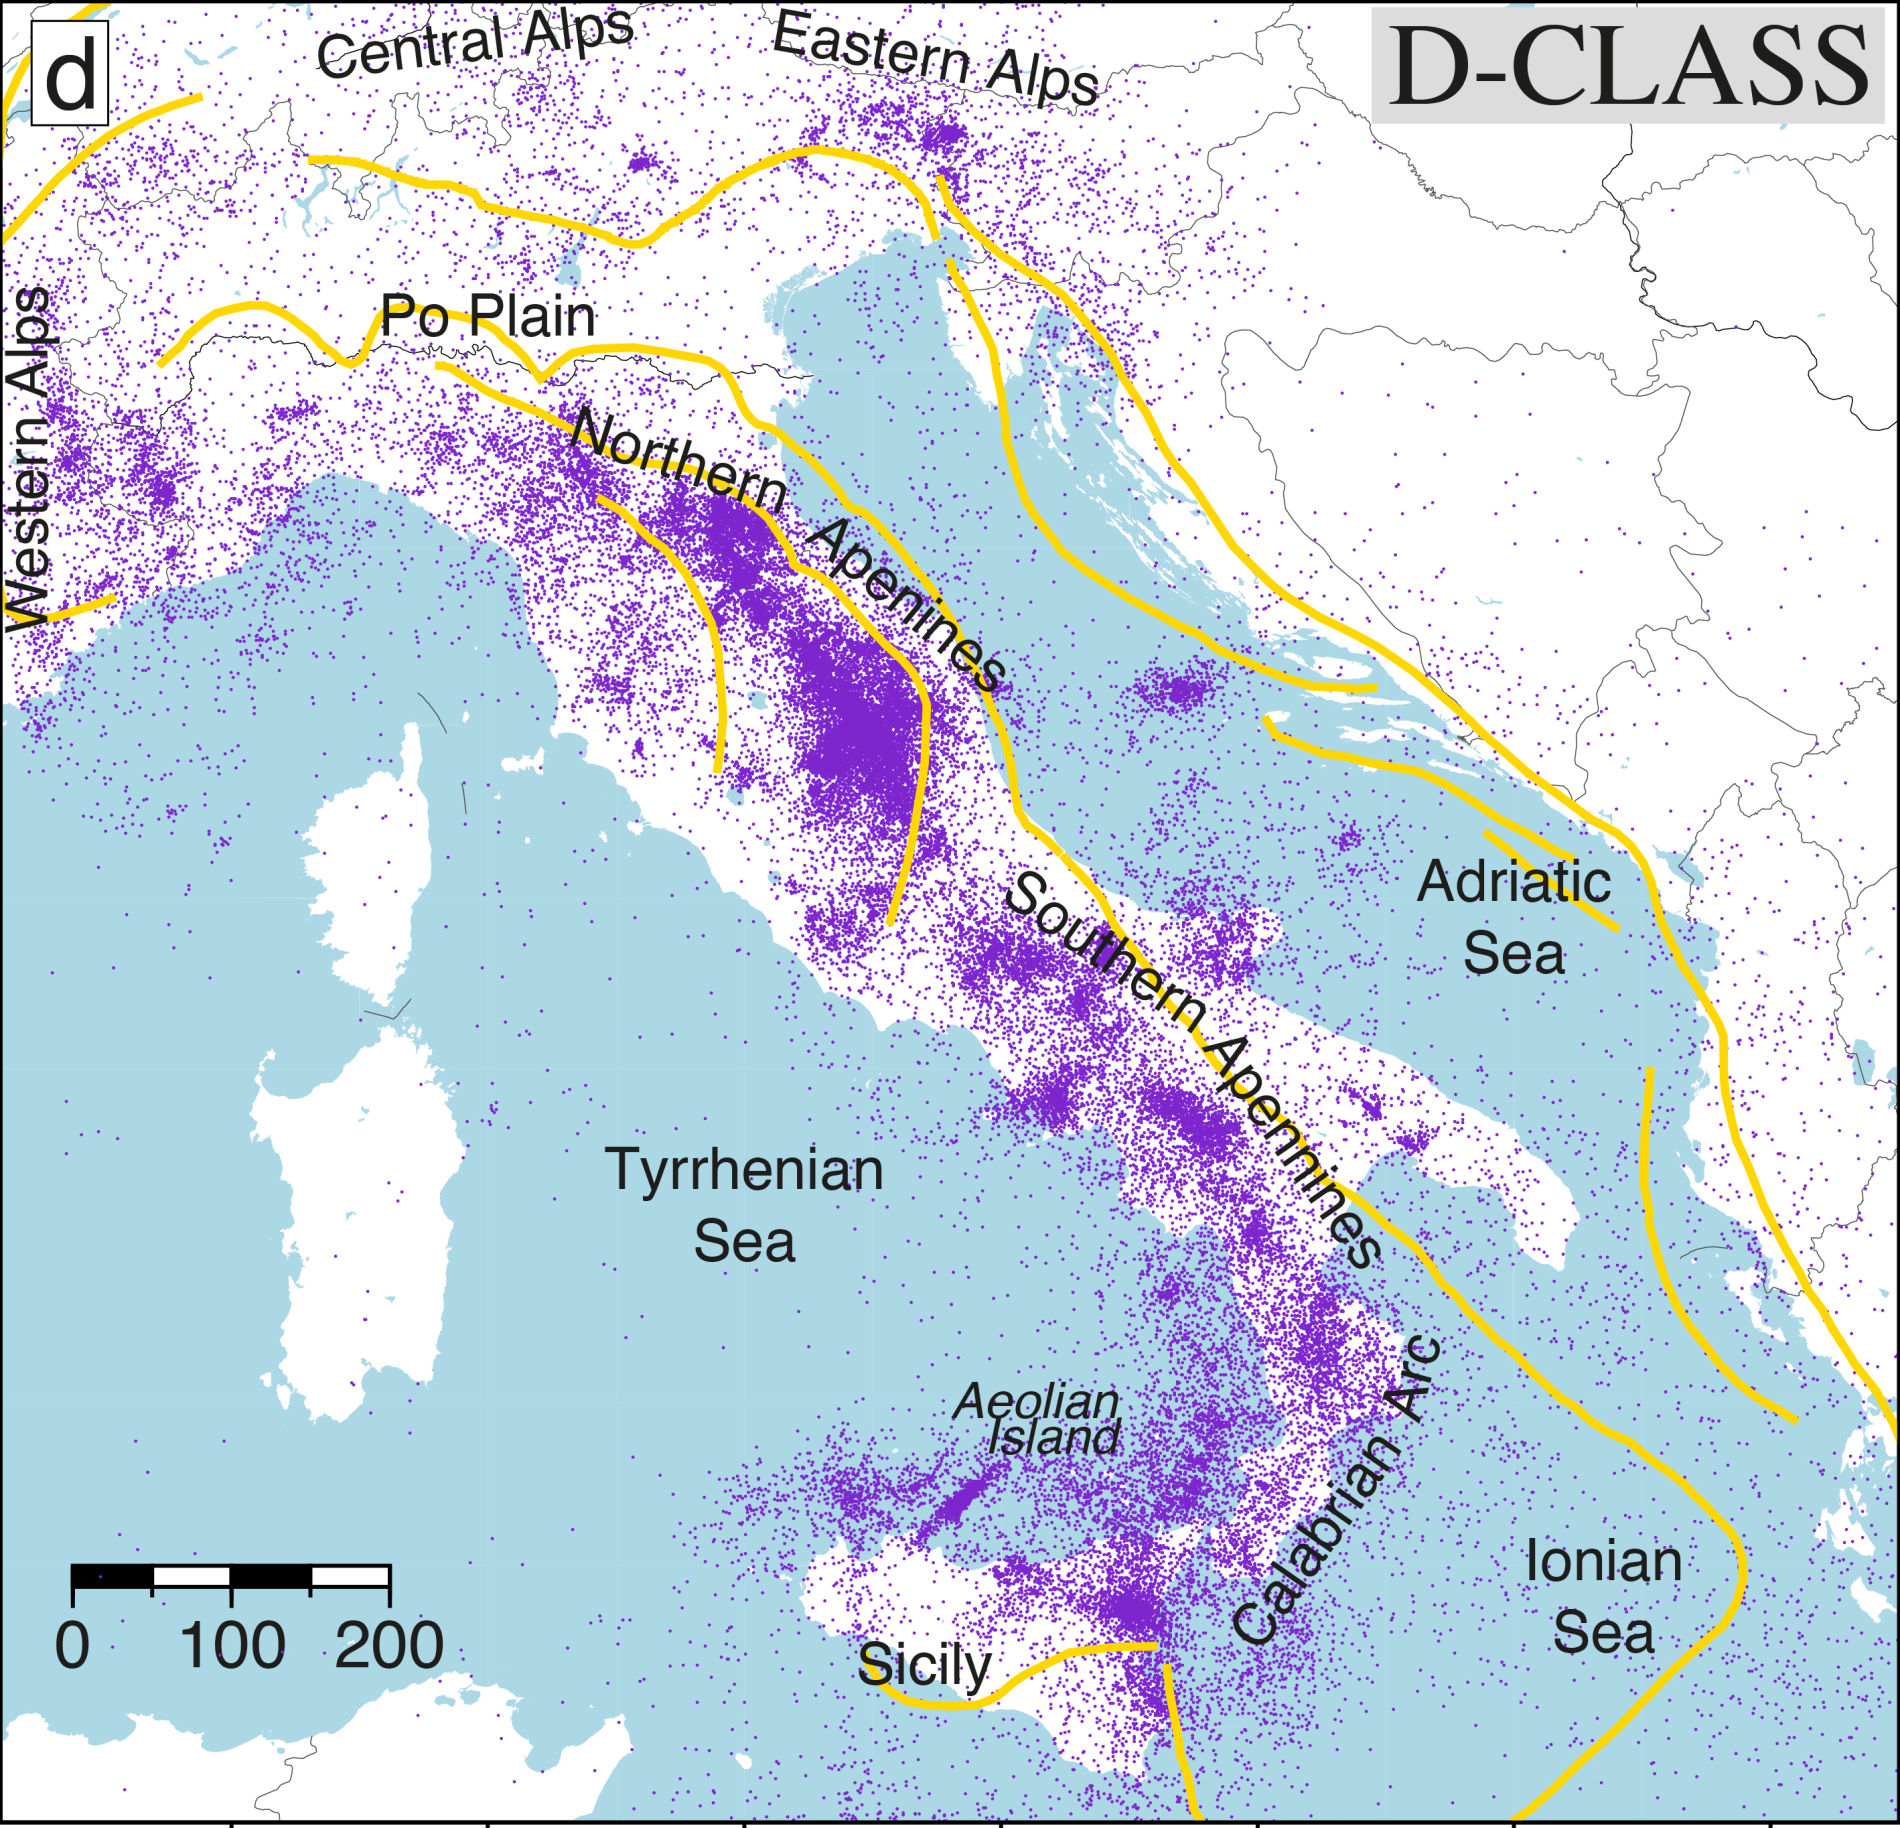 d
Central Alps
Eastern Alps
D-CLASS
Western Alps
Po Plain
Northern Apenines
Southern Apennines
Adriatic
Sea
Tyrrhenian
Sea
Aeolian
Island
Calabrian Arc
Ionian
Sea
Sicily
0 100 200